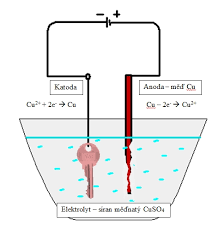 - +
Katoda
Anoda – měď Cu
Cu²⁺ + 2e⁻ → Cu
Cu – 2e⁻ → Cu²⁺
Elektrolyt – síran měďnatý CuSO₄